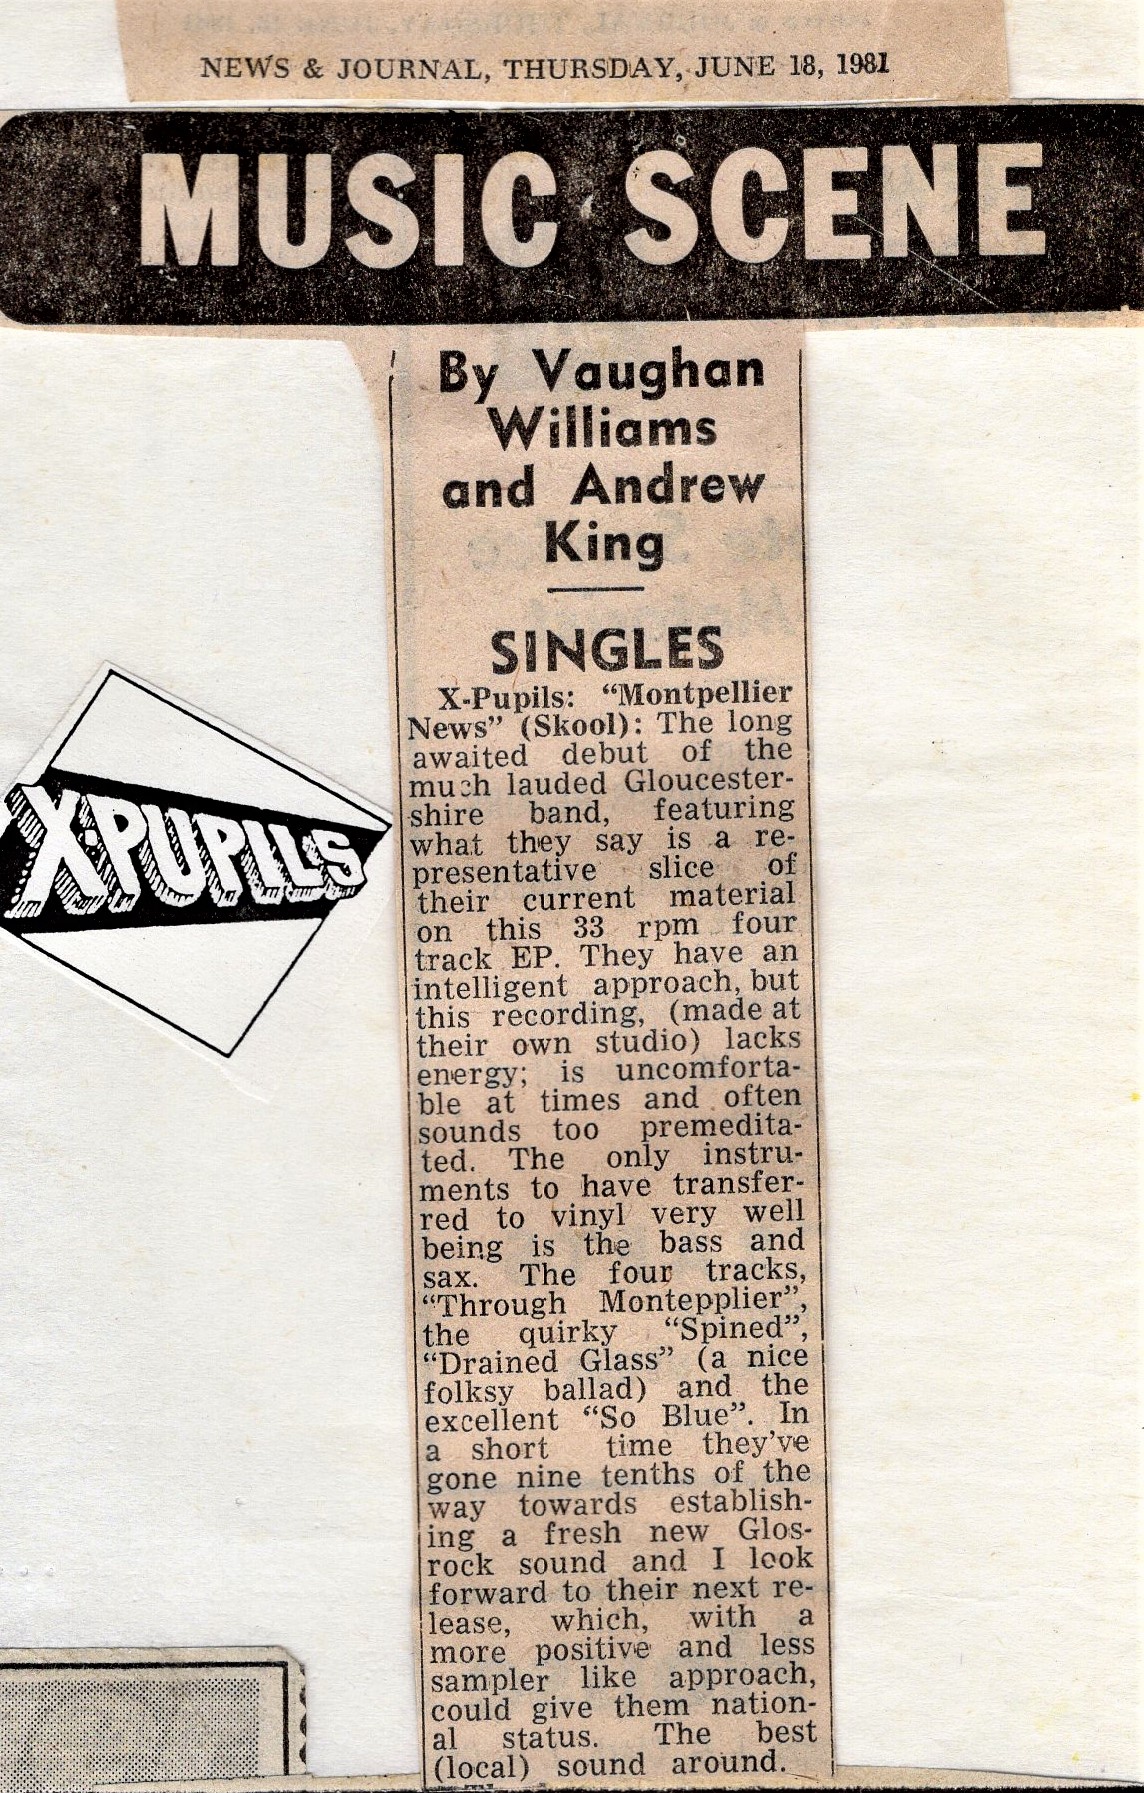 NEWS & JOURNAL, THURSDAY, JUNE 18, 1981
MUSIC SCENE
By Vaughan
Williams
and Andrew
King
SINGLES
X-Pupils: “Montpellier
News” (Skool): The long
awaited debut of the
much lauded Gloucester-
shire band, featuring
what they say is a re-
presentative slice of
their current material
on this 33 rpm four
track EP. They have an
intelligent approach, but
this recording, (made at
their own studio) lacks
energy; is uncomforta-
ble at times and often
sounds too premedita-
ted. The only instru-
ments to have transfer-
red to vinyl very well
being is the bass and
sax. The four tracks,
“Through Montepplier”,
the quirky “Spined”,
“Drained Glass” (a nice
folksy ballad) and the
excellent “So Blue”. In
a short time they’ve
gone nine tenths of the
way towards establish-
ing a fresh new Glos-
rock sound and I look
forward to their next re-
lease, which, with a
more positive and less
sampler like approach,
could give them nation-
al status. The best
(local) sound around.
X·PUPILS